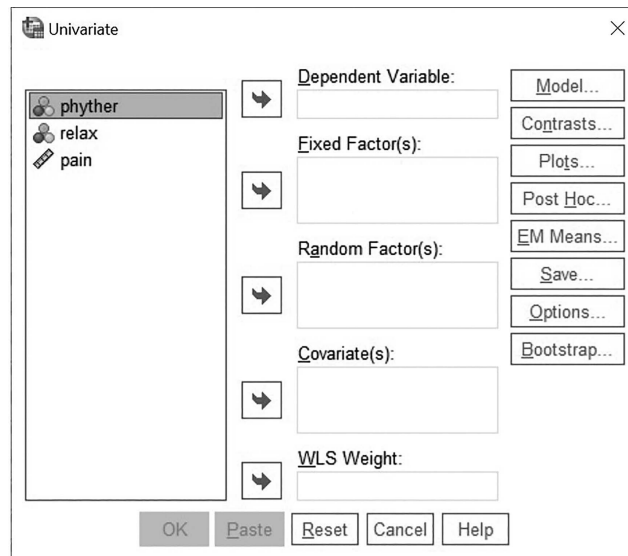 Univariate
phyther
relax
pain
Dependent Variable:
Fixed Factor(s):
Random Factor(s):
Covariate(s):
WLS Weight:
Model...
Contrasts...
Plots...
Post Hoc...
EM Means...
Save...
Options...
Bootstrap...
OK
Paste
Reset
Cancel
Help